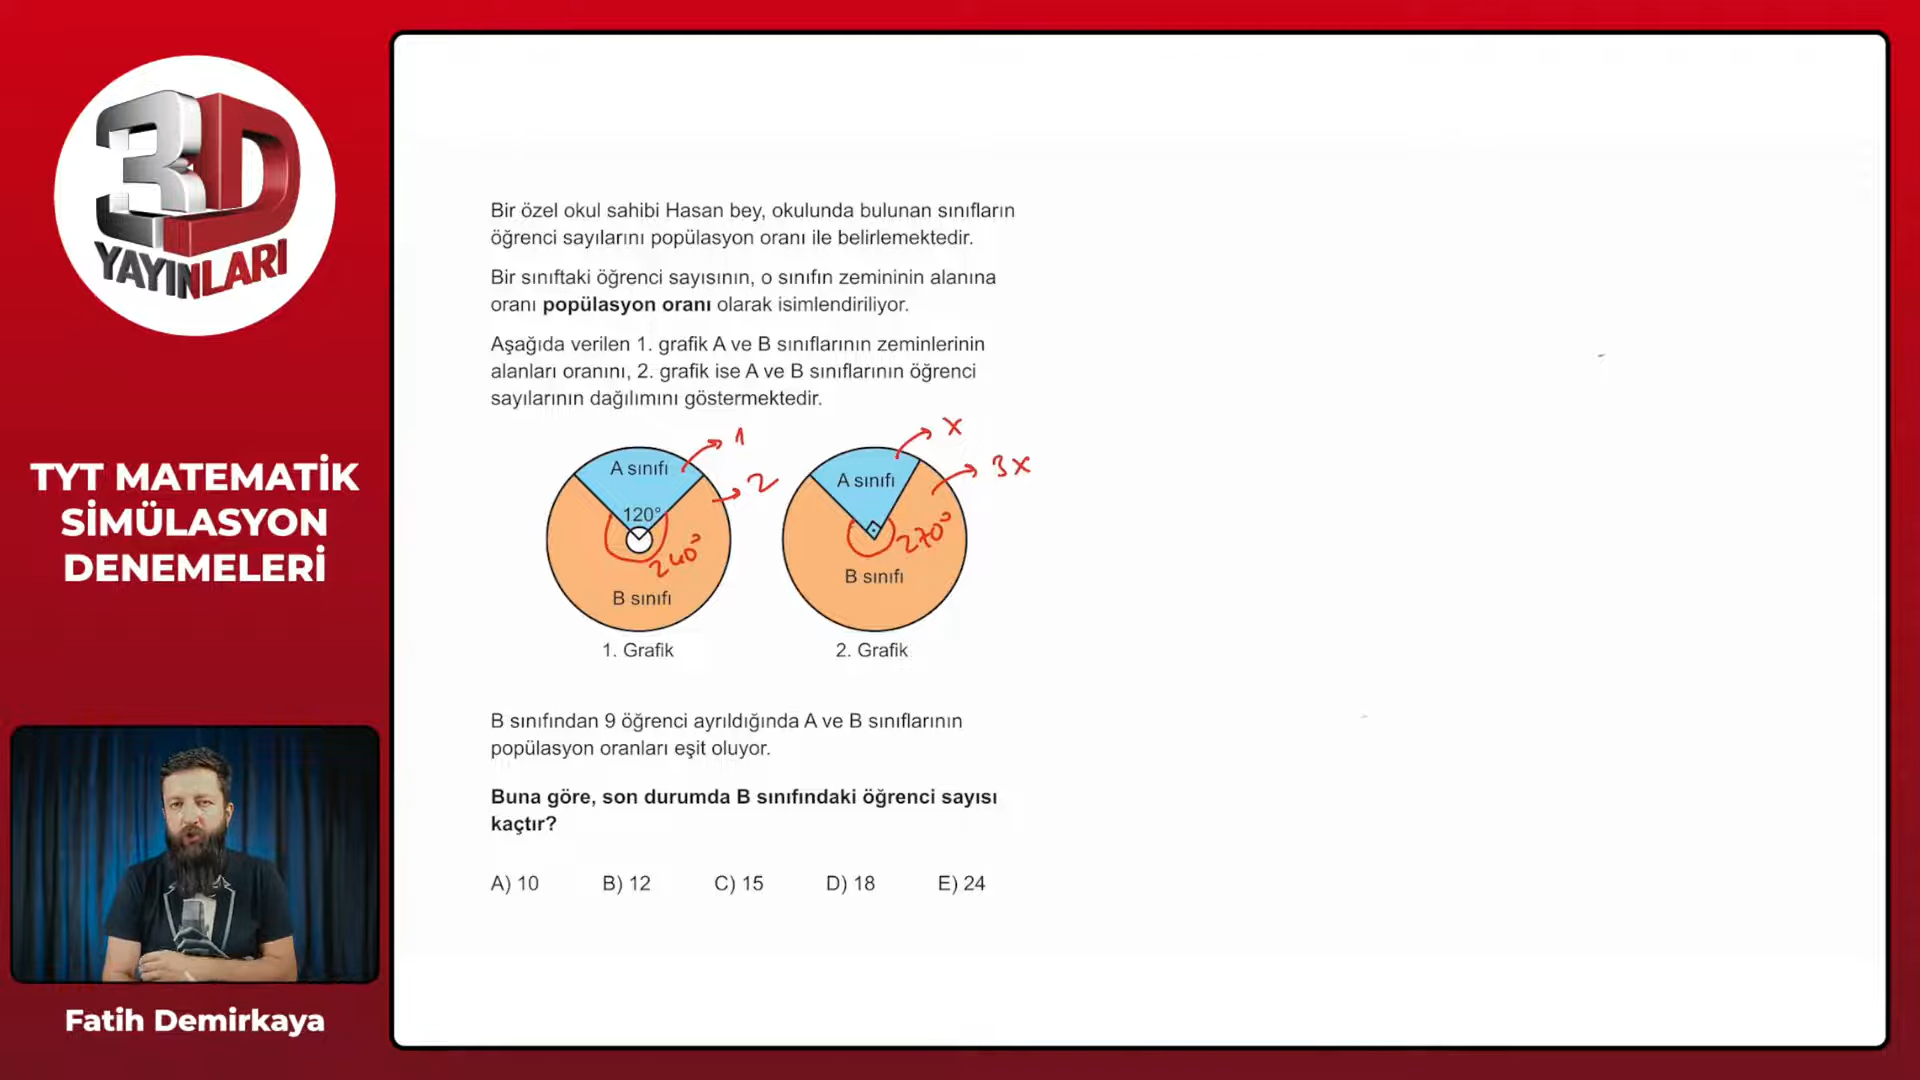 3D
YAYINLARI
TYT MATEMATİK
SİMÜLASYON
DENEMELERİ
Fatih Demirkaya
Bir özel okul sahibi Hasan bey, okulunda bulunan sınıfların
öğrenci sayılarını popülasyon oranı ile belirlemektedir.
Bir sınıftaki öğrenci sayısının, o sınıfın zemininin alanına
oranı popülasyon oranı olarak isimlendiriliyor.
Aşağıda verilen 1. grafik A ve B sınıflarının zeminlerinin
alanları oranını, 2. grafik ise A ve B sınıflarının öğrenci
sayılarının dağılımını göstermektedir.
1
A sınıfı
2
120°
240°
B sınıfı
1. Grafik
x
3x
A sınıfı
270°
B sınıfı
2. Grafik
B sınıfından 9 öğrenci ayrıldığında A ve B sınıflarının
popülasyon oranları eşit oluyor.
Buna göre, son durumda B sınıfındaki öğrenci sayısı
kaçtır?
A) 10 B) 12 C) 15 D) 18 E) 24